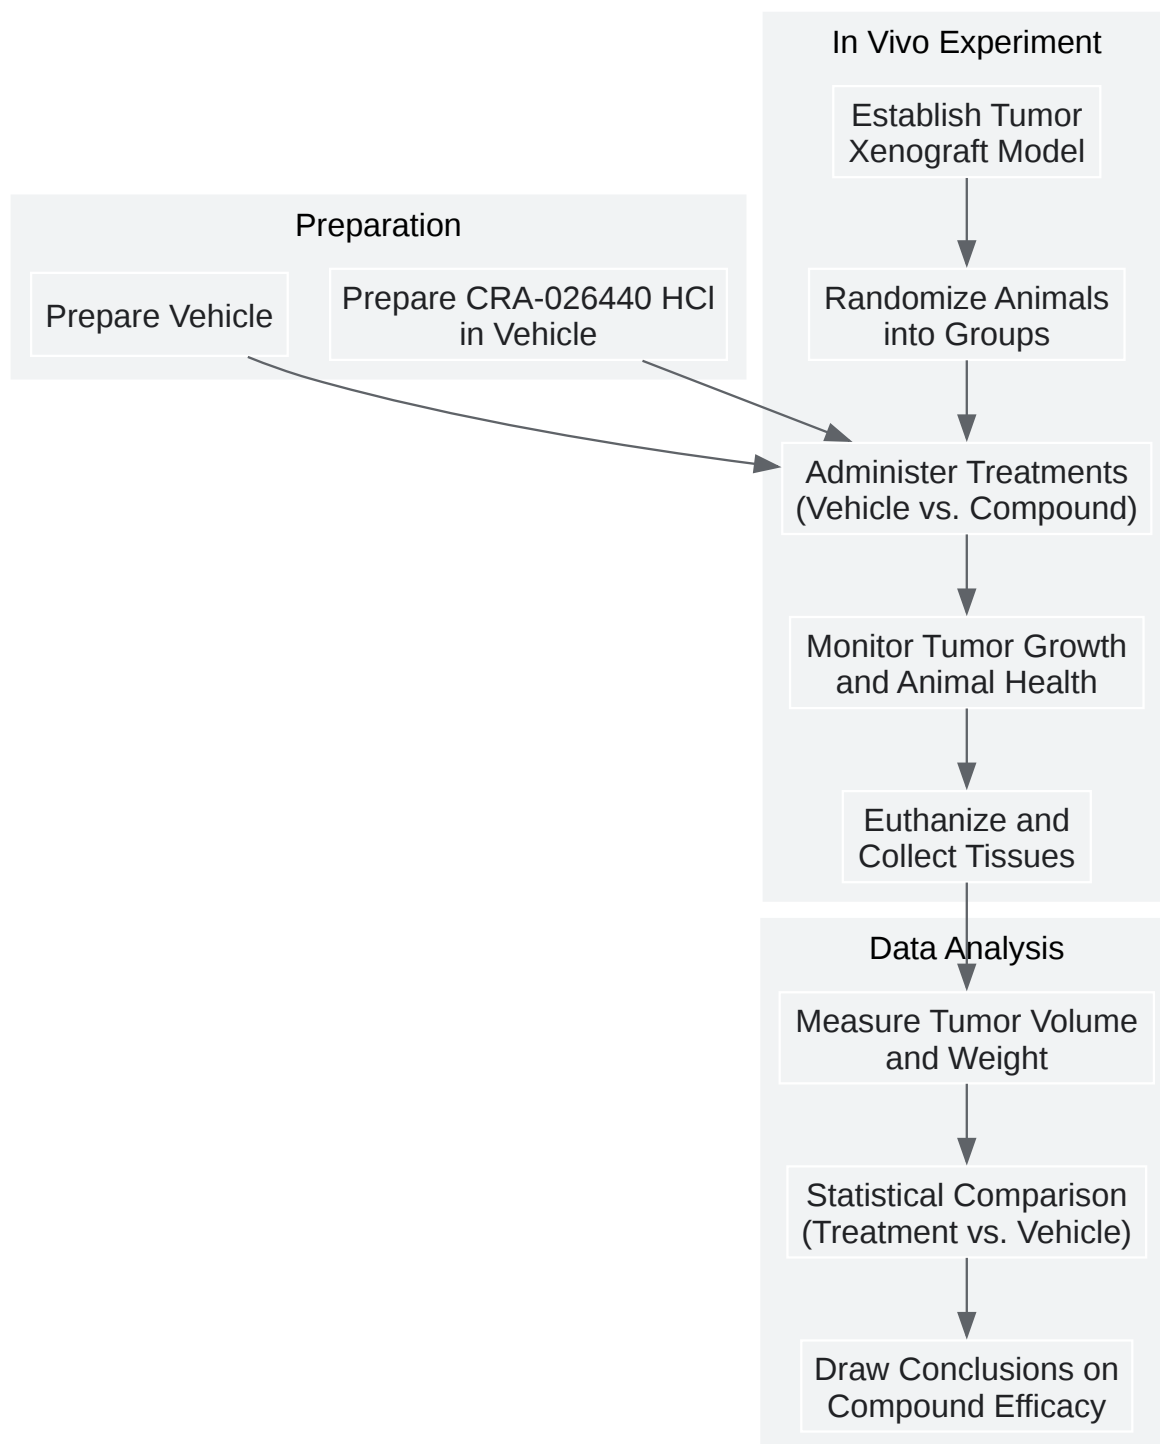 In Vivo Experiment
Establish Tumor
Xenograft Model
Preparation
Prepare Vehicle
Prepare CRA-026440 HCl
in Vehicle
Randomize Animals
into Groups
Administer Treatments
(Vehicle vs. Compound)
Monitor Tumor Growth
and Animal Health
Euthanize and
Collect Tissues
Data Analysis
Measure Tumor Volume
and Weight
Statistical Comparison
(Treatment vs. Vehicle)
Draw Conclusions on
Compound Efficacy